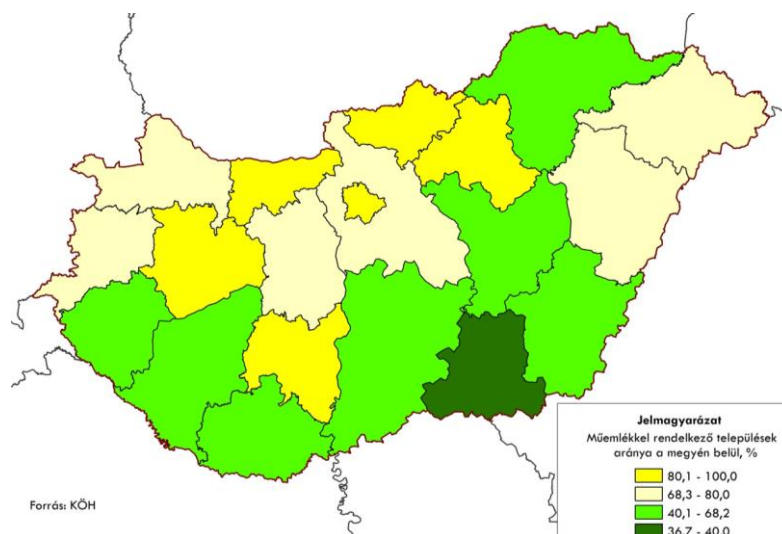 Jelmagyarázat
Műemlékkel rendelkező települések
aránya a megyén belül, %
80,1 - 100,0
68,3 - 80,0
40,1 - 68,2
36,7 - 40,0
Forrás: KÖH